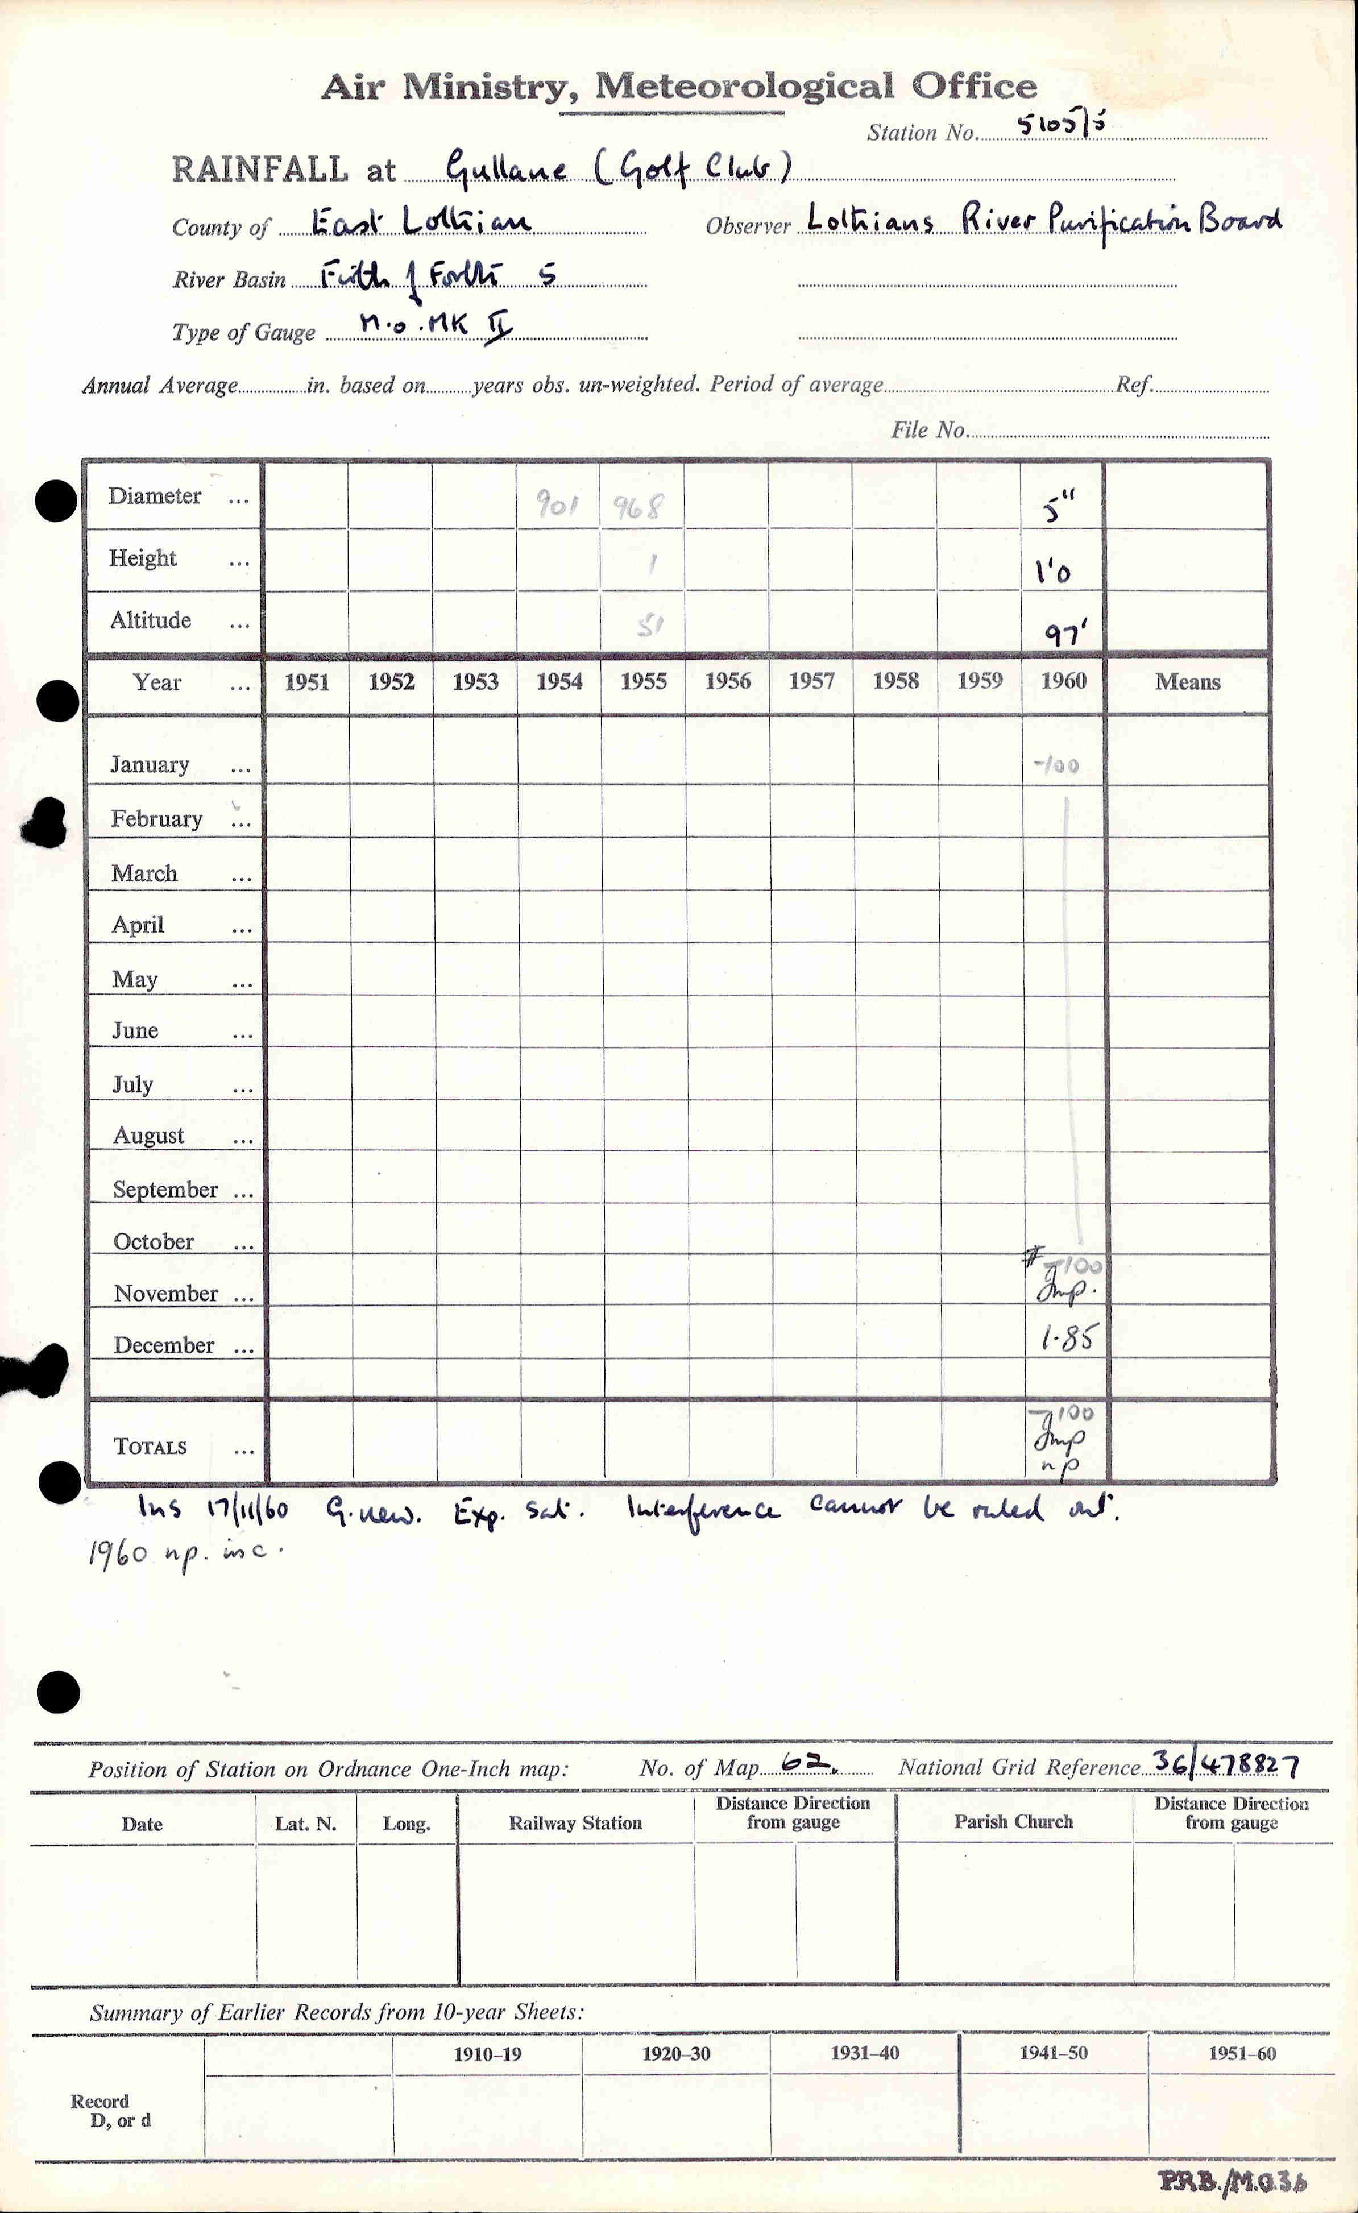 Air Ministry, Meteorological Office
Station No. 5105/5
RAINFALL at Gullane (Golf Club)
County of East Lothian Observer Lothians River Purification Board
River Basin Firth of Forth S
Type of Gauge M.O. MK II
Annual Average in. based on years obs. un-weighted. Period of average Ref.
File No.
Diameter ... 901 968 5"
Height ... 1 1'0
Altitude ... 51 97'
Year ... 1951 1952 1953 1954 1955 1956 1957 1958 1959 1960 Means
January ... -100
February ...
March ...
April ...
May ...
June ...
July ...
August ...
September ...
October ...
-100
November ... Imp.
December ... 1.85
-100
TOTALS ... Imp
np
Ins 17/11/60 G. new. Exp. Sat. Interference cannot be ruled out.
1960 np. inc.
Position of Station on Ordnance One-Inch map: No. of Map 62. National Grid Reference 36/478827
Date Lat. N. Long. Railway Station Distance Direction from gauge Parish Church Distance Direction from gauge
Summary of Earlier Records from 10-year Sheets:
1910–19 1920–30 1931–40 1941–50 1951–60
Record
D, or d
P.R.B./M.O.36